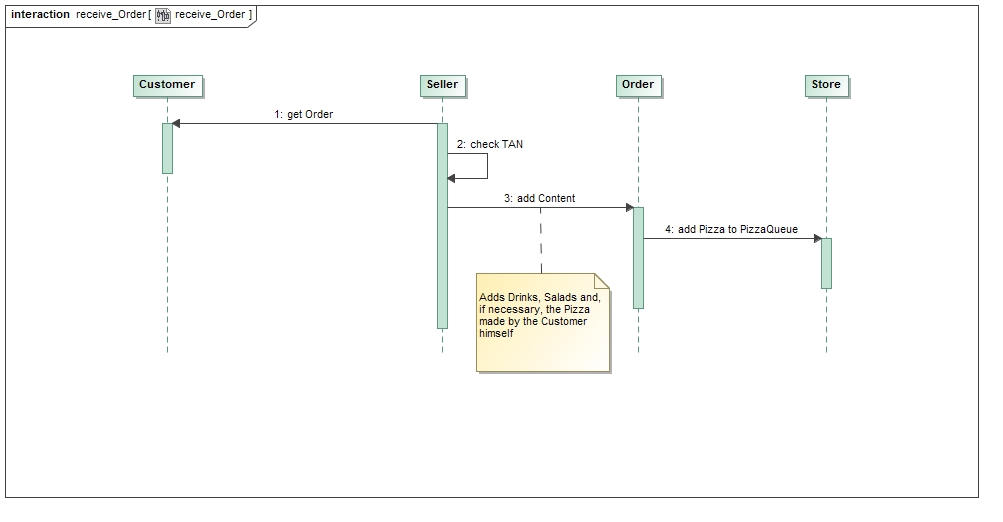 interaction receive_Order [ receive_Order ]
Customer
Seller
Order
Store
1: get Order
2: check TAN
3: add Content
4: add Pizza to PizzaQueue
Adds Drinks, Salads and,
if necessary, the Pizza
made by the Customer
himself